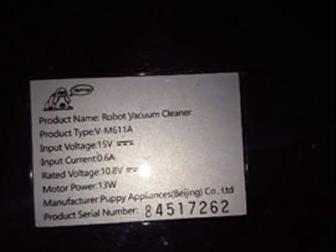 Product Name: Robot Vacuum Cleaner
Product Type:V-M611A
Input Voltage:15V
Input Current:0.6A
Rated Voltage:10.8V
Motor Power:13W
Manufacturer:Puppy Appliances(Beijing) Co., Ltd
Product Serial Number: 84517262